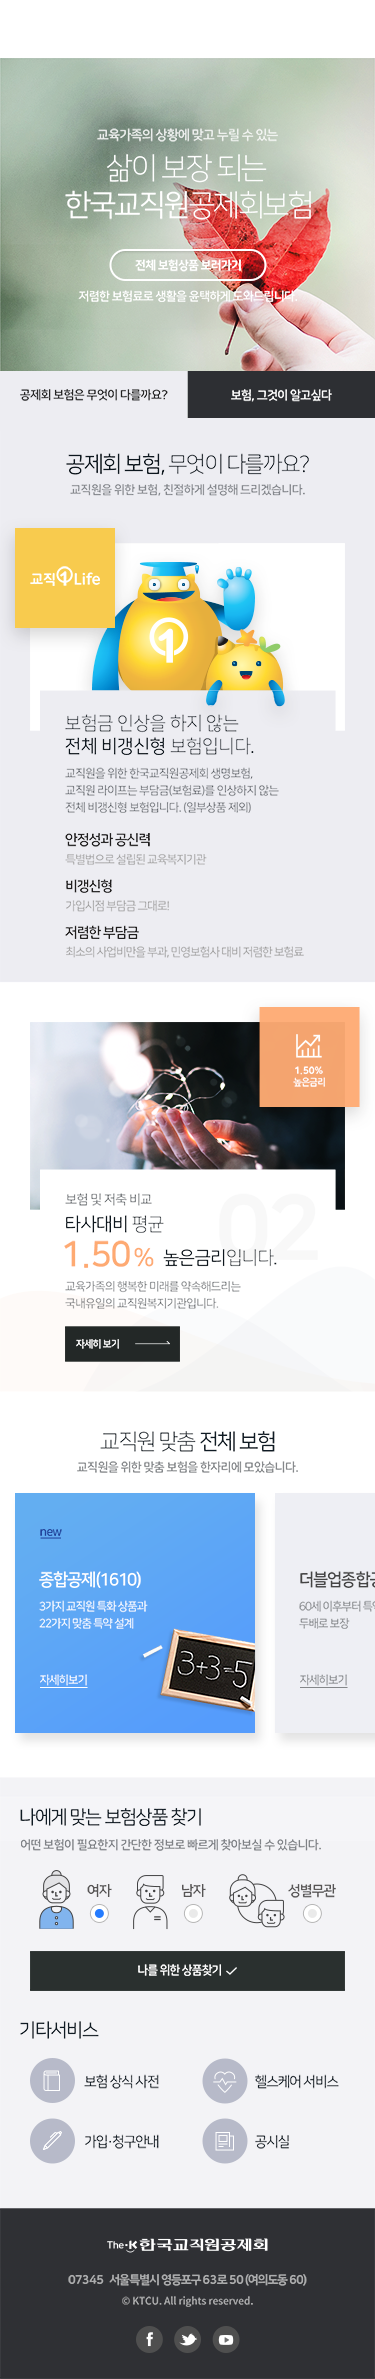 교육가족의 상황에 맞고 누릴 수 있는
삶이 보장 되는
한국교직원공제회보험
전체 보험상품 보러가기
저렴한 보험료로 생활을 윤택하게 도와드립니다.
공제회 보험은 무엇이 다를까요?
보험, 그것이 알고싶다
공제회 보험, 무엇이 다를까요?
교직원을 위한 보험, 친절하게 설명해 드리겠습니다.
교직 Life
보험금 인상을 하지 않는
전체 비갱신형 보험입니다.
교직원을 위한 한국교직원공제회 생명보험,
교직원 라이프는 부담금(보험료)를 인상하지 않는
전체 비갱신형 보험입니다. (일부상품 제외)
안정성과 공신력
특별법으로 설립된 교육복지기관
비갱신형
가입시점 부담금 그대로!
저렴한 부담금
최소의 사업비만을 부과, 민영보험사 대비 저렴한 보험료
1.50%
높은금리
02
보험 및 저축 비교
타사대비 평균
1.50% 높은금리입니다.
교육가족의 행복한 미래를 약속해드리는
국내유일의 교직원복지기관입니다.
자세히 보기
교직원 맞춤 전체 보험
교직원을 위한 맞춤 보험을 한자리에 모았습니다.
new
종합공제(1610)
3가지 교직원 특화 상품과
22가지 맞춤 특약 설계
자세히보기
3+3=5
더블업종합공
60세 이후부터 특약
두배로 보장
자세히보기
나에게 맞는 보험상품 찾기
어떤 보험이 필요한지 간단한 정보로 빠르게 찾아보실 수 있습니다.
여자
남자
성별무관
나를 위한 상품찾기
기타서비스
보험 상식 사전
헬스케어 서비스
가입·청구안내
공시실
The-K 한국교직원공제회
07345 서울특별시 영등포구 63로 50 (여의도동 60)
© KTCU. All rights reserved.